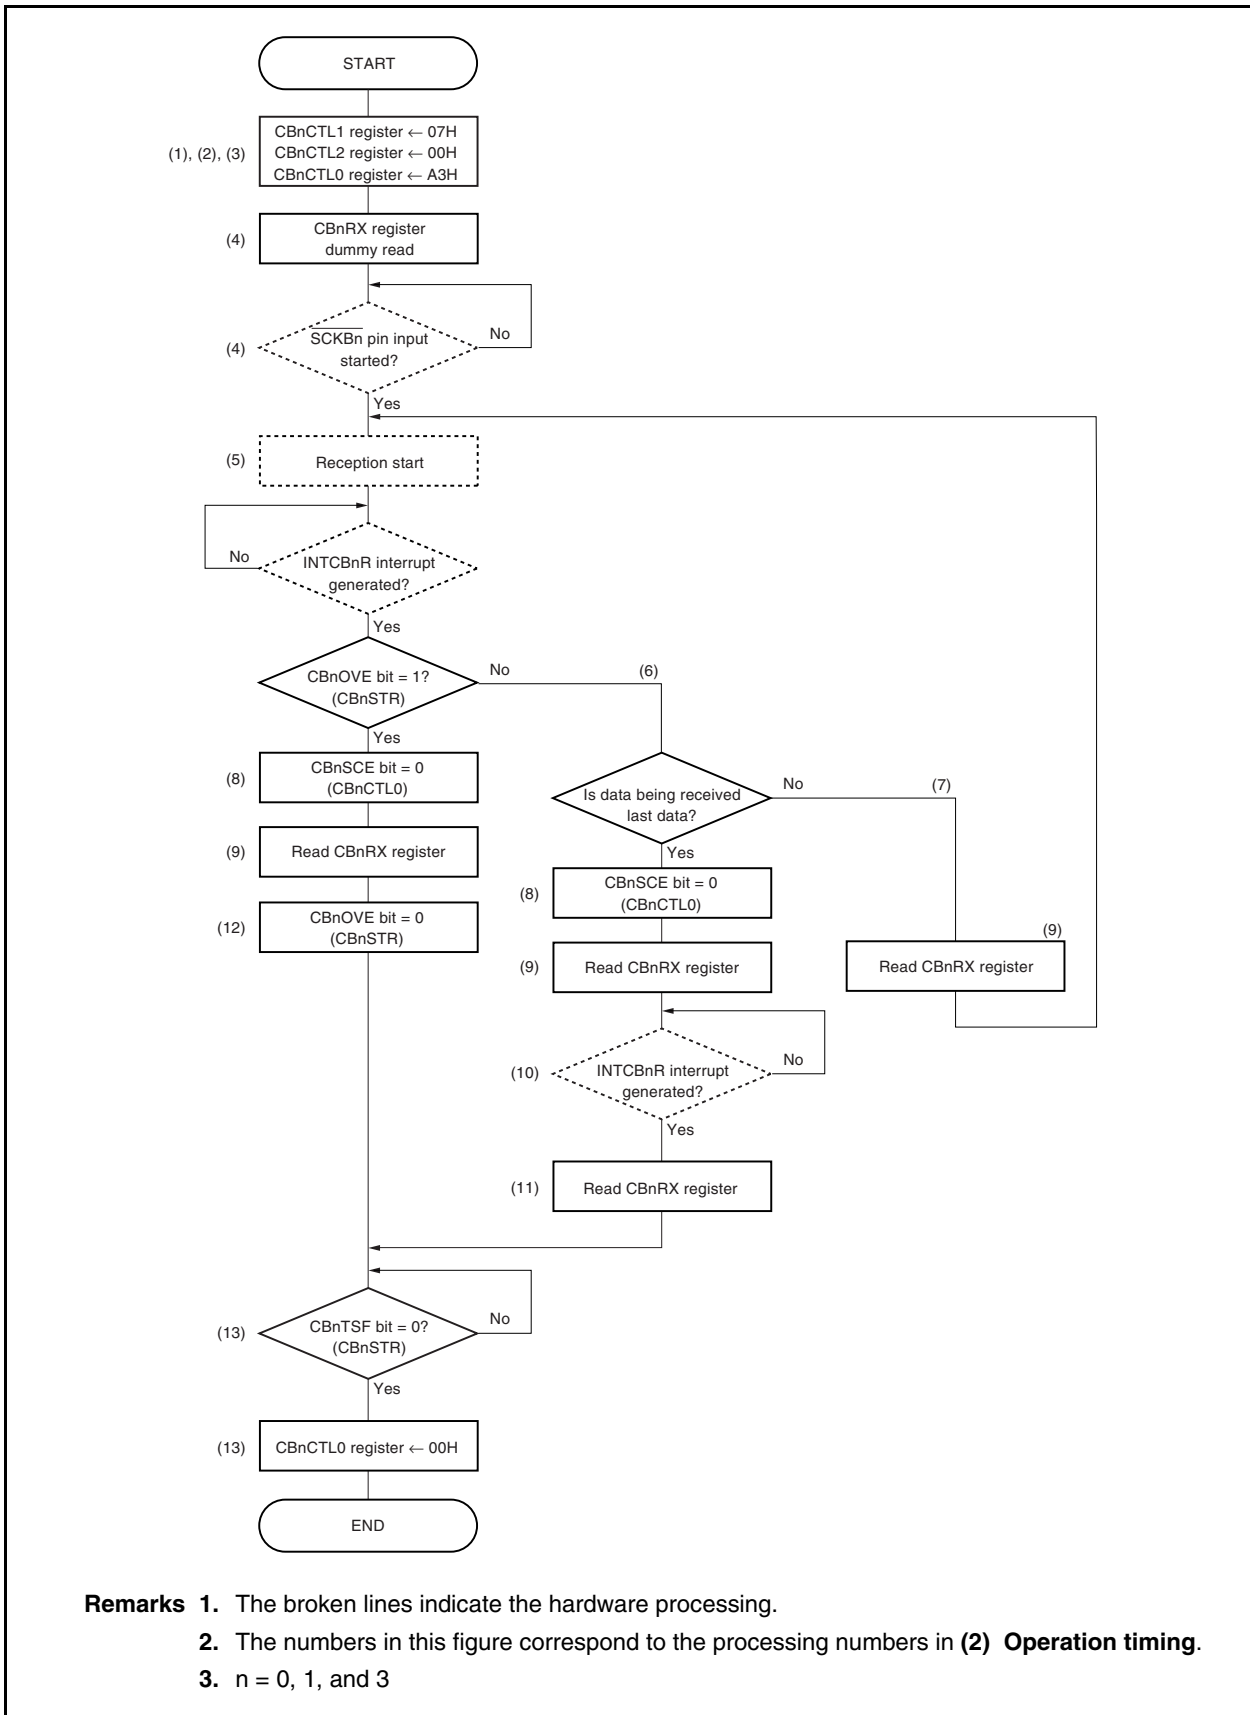 START
(1), (2), (3)
CBnCTL1 register ← 07H
CBnCTL2 register ← 00H
CBnCTL0 register ← A3H
(4)
CBnRX register
dummy read
(4)
SCKBn pin input
started?
No
Yes
(5)
Reception start
No
INTCBnR interrupt
generated?
Yes
CBnOVE bit = 1?
(CBnSTR)
No
(6)
Yes
(8)
CBnSCE bit = 0
(CBnCTL0)
Is data being received
last data?
No
(7)
Yes
(9)
Read CBnRX register
(8)
CBnSCE bit = 0
(CBnCTL0)
(12)
CBnOVE bit = 0
(CBnSTR)
(9)
Read CBnRX register
(9)
Read CBnRX register
(10)
INTCBnR interrupt
generated?
No
Yes
(11)
Read CBnRX register
(13)
CBnTSF bit = 0?
(CBnSTR)
No
Yes
(13)
CBnCTL0 register ← 00H
END
Remarks 1. The broken lines indicate the hardware processing.
2. The numbers in this figure correspond to the processing numbers in (2) Operation timing.
3. n = 0, 1, and 3